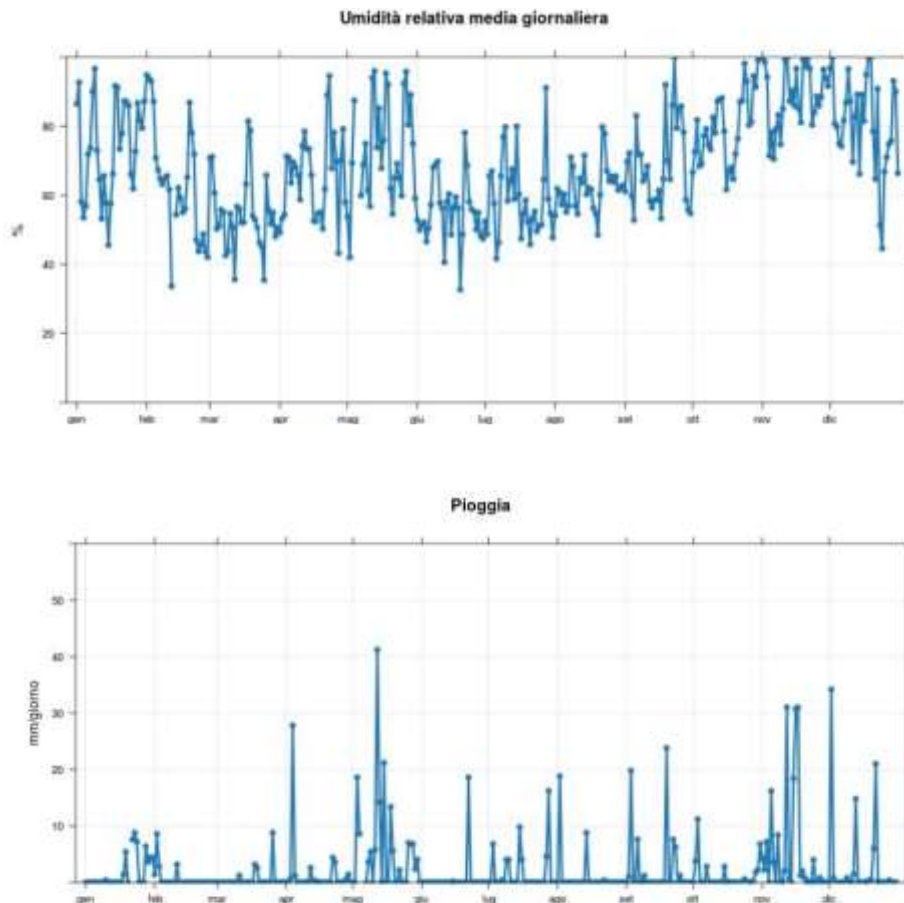 Umidità relativa media giornaliera
80
60
%
40
20
gen feb mar apr mag giu lug ago set ott nov dic
Pioggia
50
40
mm/giorno
30
20
10
gen feb mar apr mag giu lug ago set ott nov dic